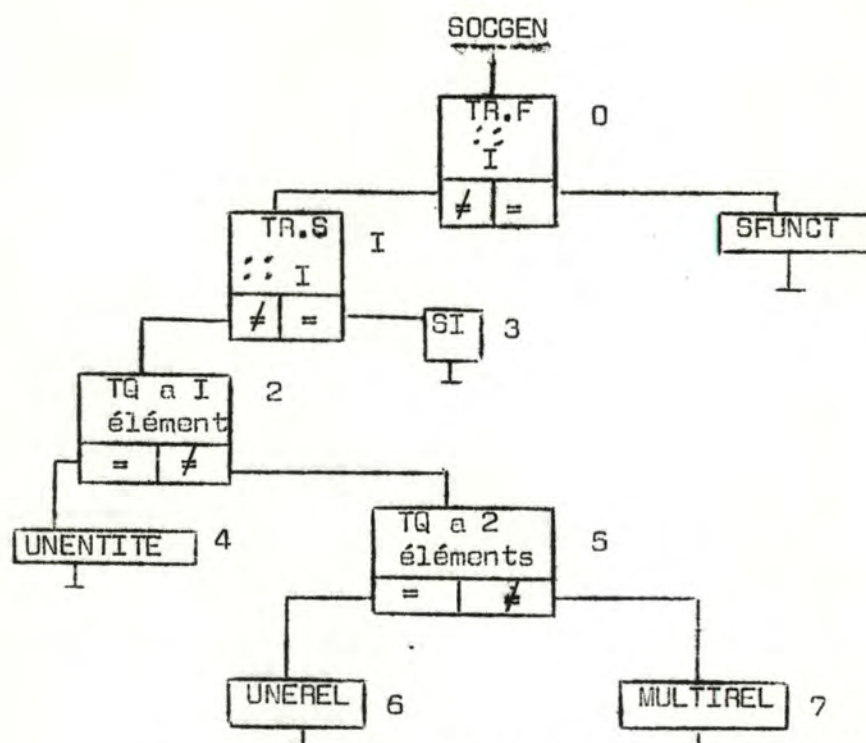 SOCGEN
TR.F
0
::
I
≠ =
SFUNCT
TR.S
I
:: I
≠ =
SI
3
TQ a I
élément
2
= ≠
UNENTITE
4
TQ a 2
éléments
5
= ≠
UNEREL
6
MULTIREL
7